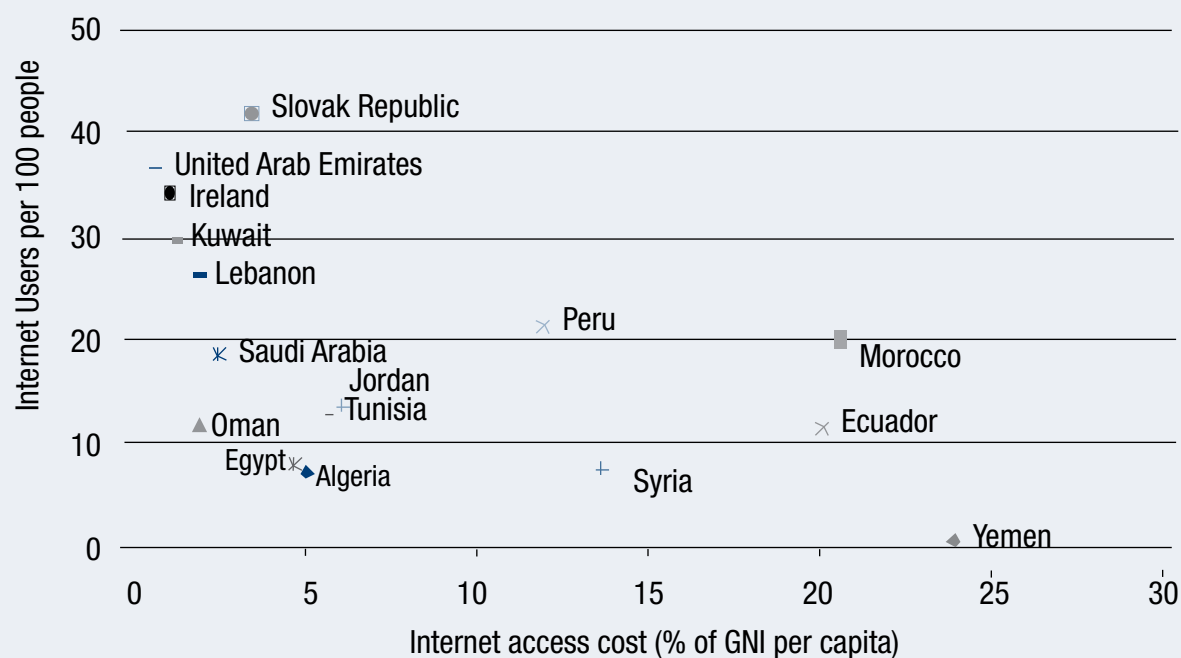 Internet Users per 100 people
50
40
30
20
10
0
Slovak Republic
United Arab Emirates
Ireland
Kuwait
Lebanon
Peru
Saudi Arabia
Morocco
Jordan
Tunisia
Oman
Ecuador
Egypt
Algeria
Syria
Yemen
0 5 10 15 20 25 30
Internet access cost (% of GNI per capita)